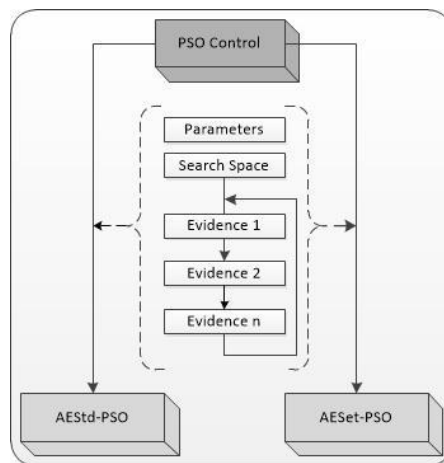 PSO Control
Parameters
Search Space
Evidence 1
Evidence 2
Evidence n
AEStd-PSO
AESet-PSO